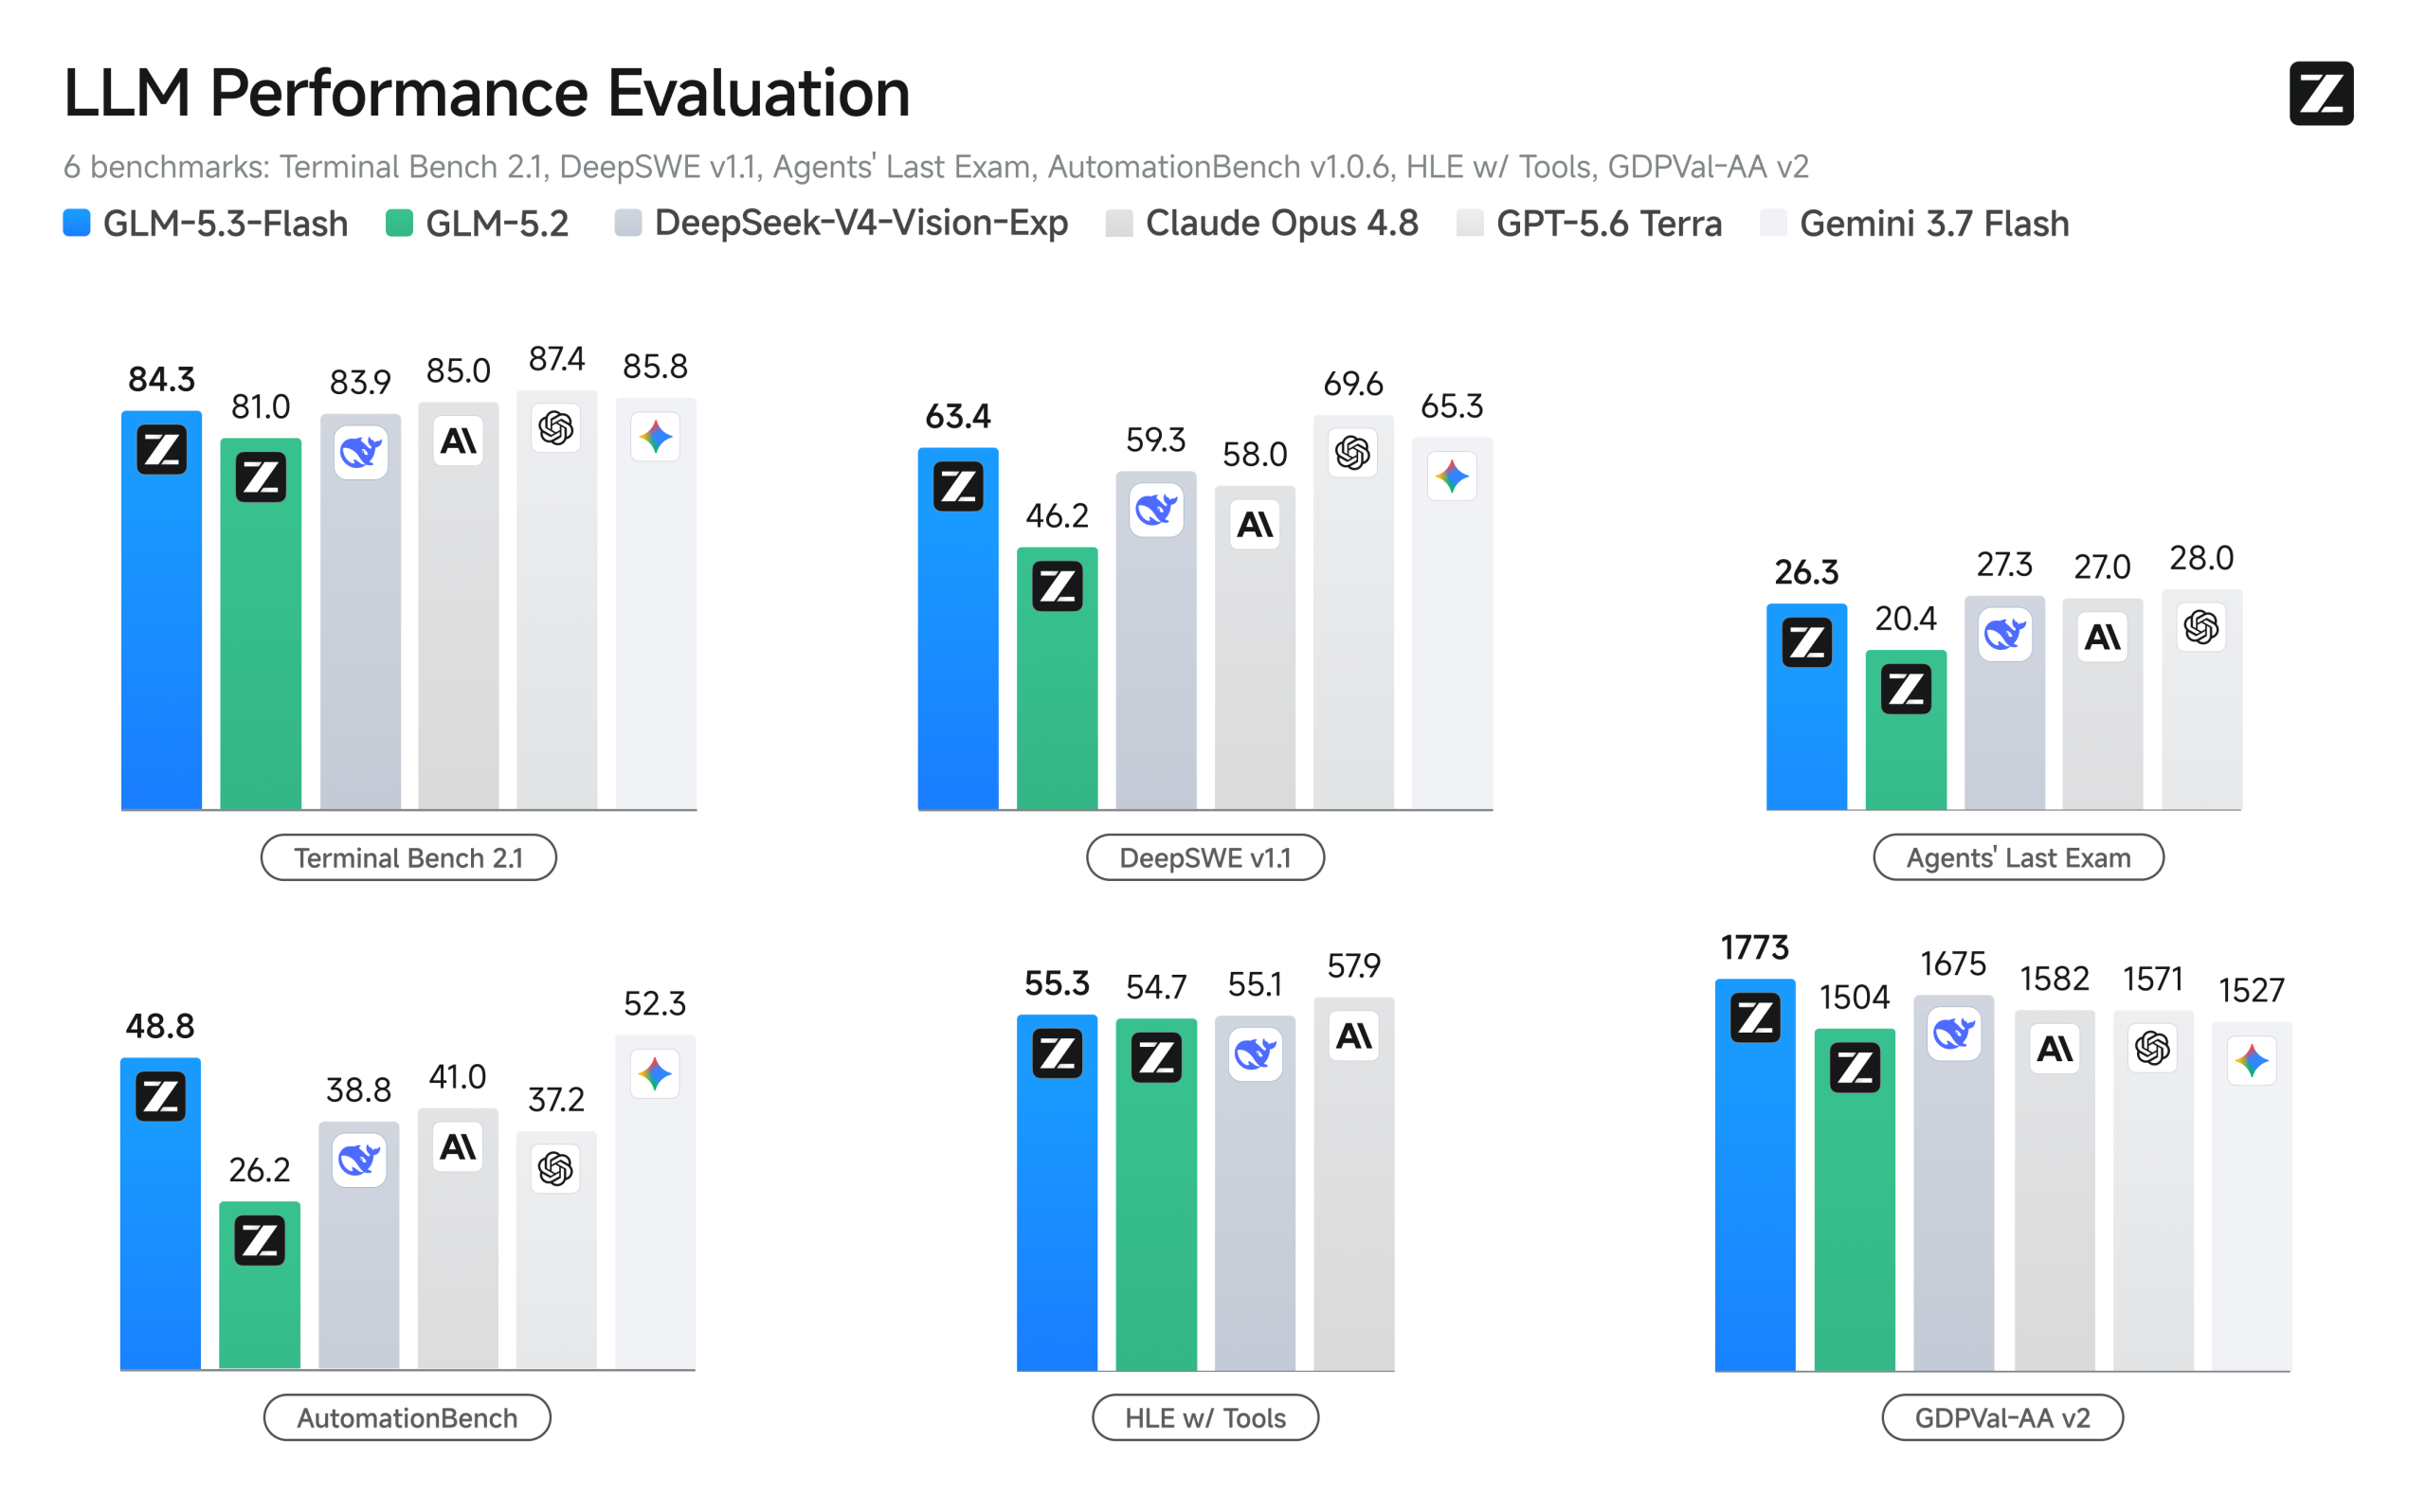 LLM Performance Evaluation
6 benchmarks: Terminal Bench 2.1, DeepSWE v1.1, Agents' Last Exam, AutomationBench v1.0.6, HLE w/ Tools, GDPVal-AA v2
GLM-5.3-Flash GLM-5.2 DeepSeek-V4-Vision-Exp Claude Opus 4.8 GPT-5.6 Terra Gemini 3.7 Flash
84.3 81.0 83.9 85.0 87.4 85.8
Terminal Bench 2.1
63.4 46.2 59.3 58.0 69.6 65.3
DeepSWE v1.1
26.3 20.4 27.3 27.0 28.0
Agents' Last Exam
48.8 26.2 38.8 41.0 37.2 52.3
AutomationBench
55.3 54.7 55.1 57.9
HLE w/ Tools
1773 1504 1675 1582 1571 1527
GDPVal-AA v2